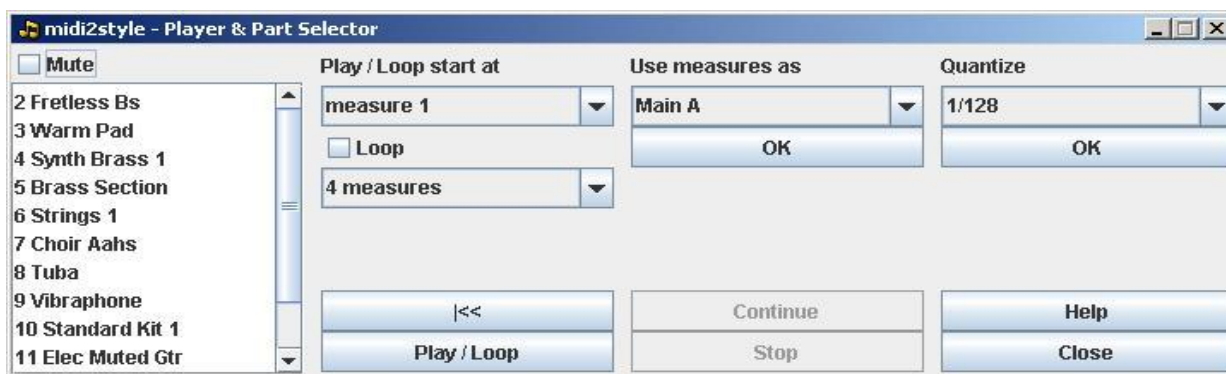 midi2style - Player & Part Selector
Mute
2 Fretless Bs
3 Warm Pad
4 Synth Brass 1
5 Brass Section
6 Strings 1
7 Choir Aahs
8 Tuba
9 Vibraphone
10 Standard Kit 1
11 Elec Muted Gtr
Play / Loop start at
measure 1
Loop
4 measures
|<<
Play / Loop
Use measures as
Main A
OK
Continue
Stop
Quantize
1/128
OK
Help
Close